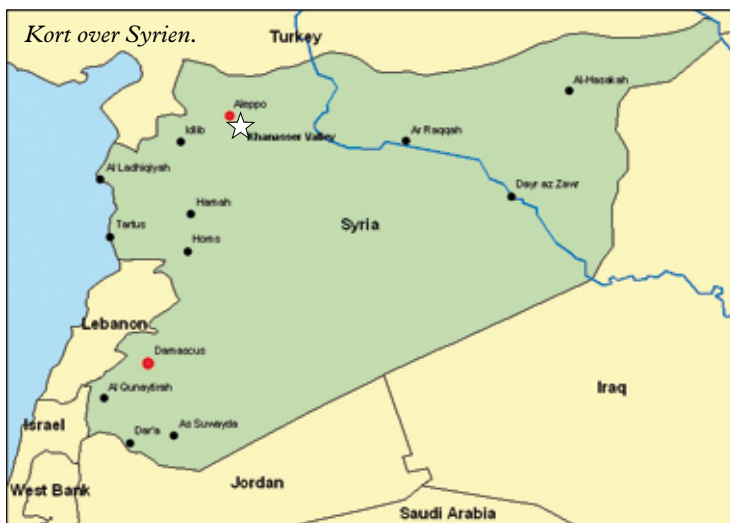 Kort over Syrien.
Turkey
Al-Hasakah
Aleppo
Khanasser Valley
Idlib
Ar Raqqah
Al Ladhiqiyah
Dayr az Zawr
Hamah
Tartus
Syria
Homs
Lebanon
Damascus
Iraq
Al Qunaytirah
Israel
As Suwayda
Dar'a
West Bank
Jordan
Saudi Arabia